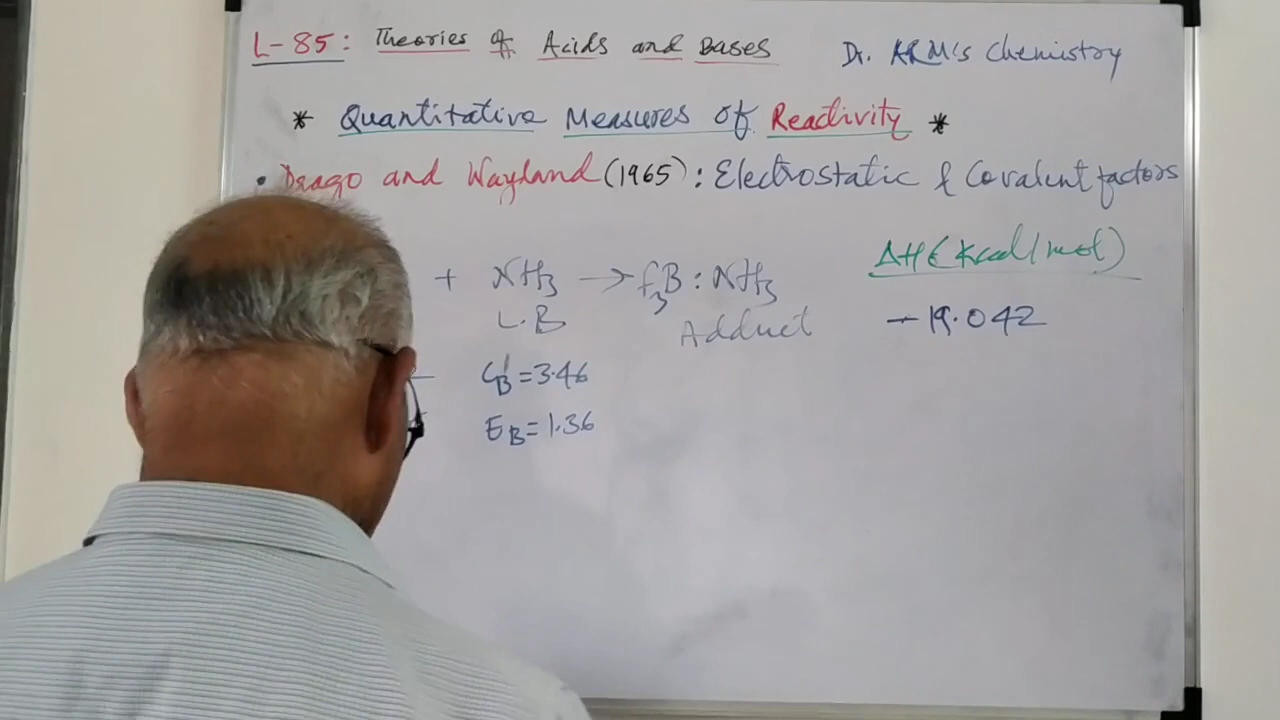 L-85: Theories of Acids and Bases Dr. ARM's Chemistry
* Quantitative Measures of Reactivity *
• Drago and Wayland (1965): Electrostatic & Covalent factors
ΔH (kcal/mol)
+ NH3 → F3B : NH3
L.B Adduct -19.042
CB = 3.46
EB = 1.36